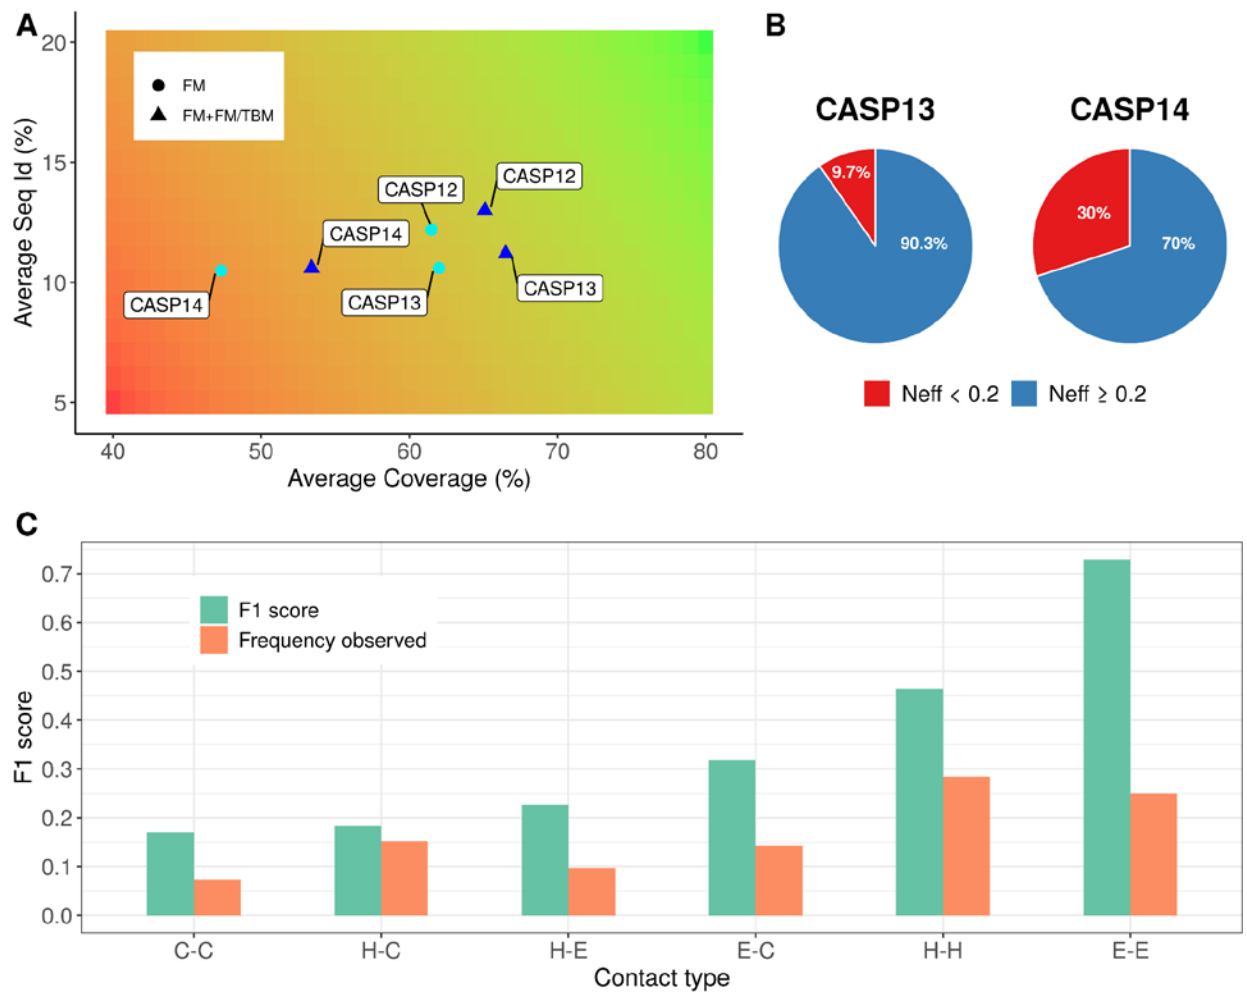 A
20
15
10
5
Average Seq Id (%)
FM
FM+FM/TBM
CASP12
CASP12
CASP14
CASP14
CASP13
CASP13
40 50 60 70 80
Average Coverage (%)
B
CASP13 CASP14
9.7%
90.3%
30%
70%
Neff < 0.2 Neff ≥ 0.2
C
0.7
0.6
0.5
0.4
0.3
0.2
0.1
0.0
F1 score
F1 score
Frequency observed
C-C H-C H-E E-C H-H E-E
Contact type